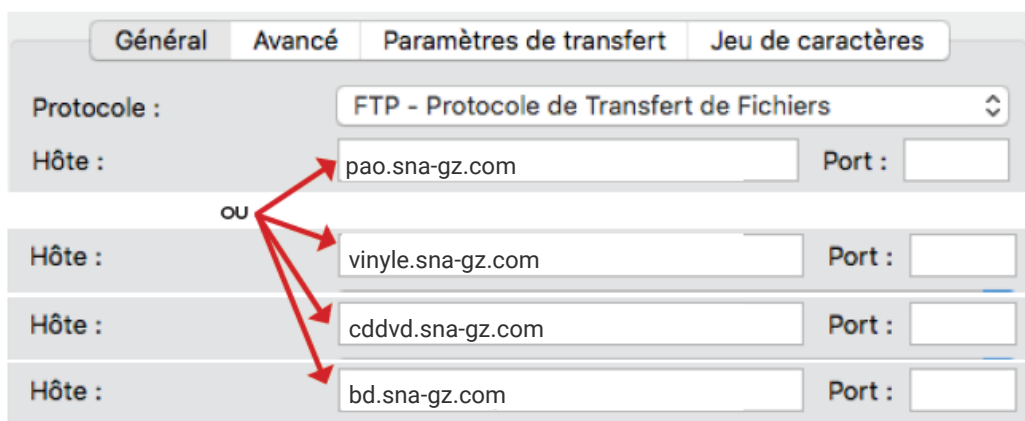 Général Avancé Paramètres de transfert Jeu de caractères
Protocole : FTP - Protocole de Transfert de Fichiers
Hôte : pao.sna-gz.com Port :
OU
Hôte : vinyle.sna-gz.com Port :
Hôte : cddvd.sna-gz.com Port :
Hôte : bd.sna-gz.com Port :